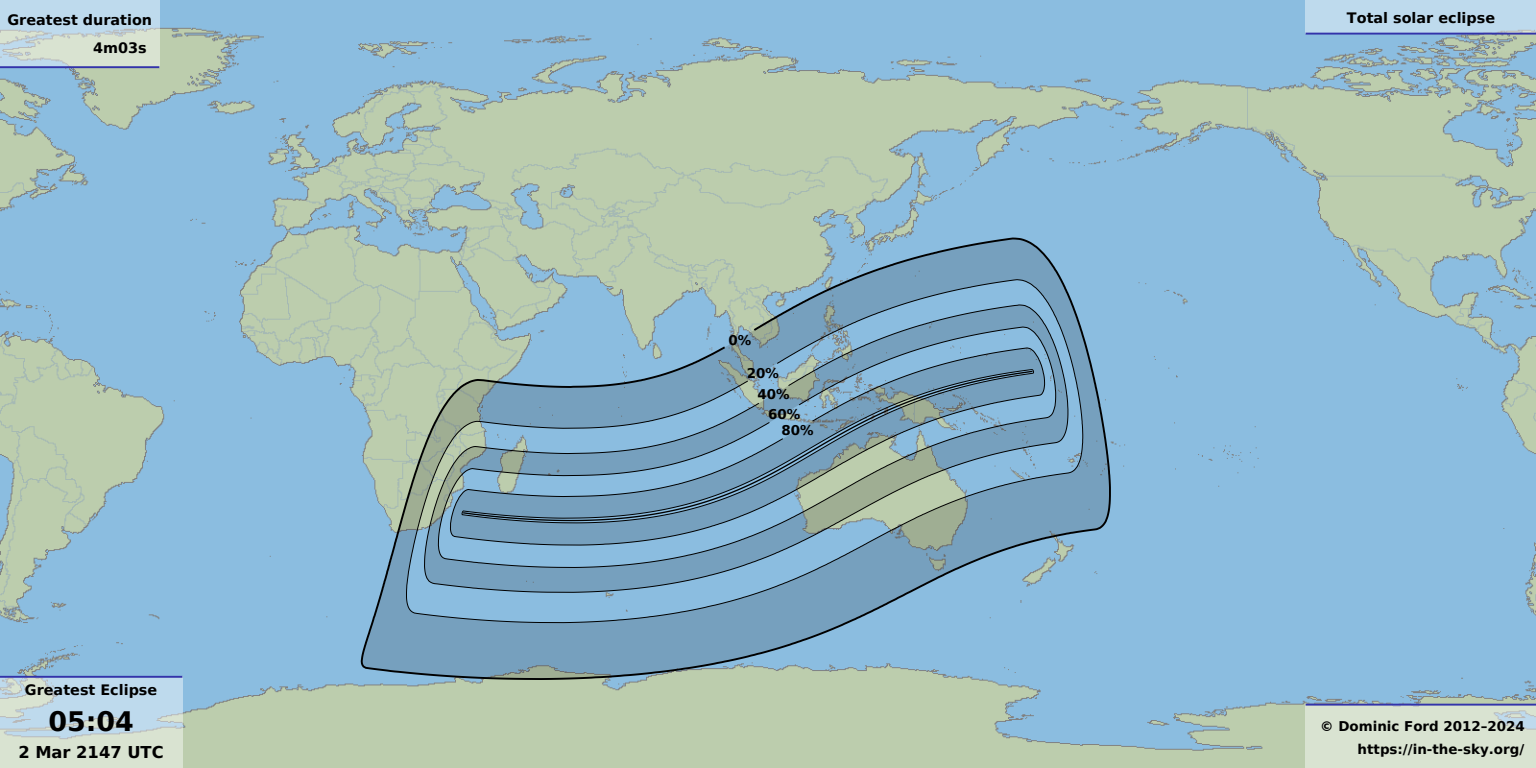 Greatest duration
4m03s
Total solar eclipse
0%
20%
40%
60%
80%
Greatest Eclipse
05:04
2 Mar 2147 UTC
© Dominic Ford 2012–2024
https://in-the-sky.org/